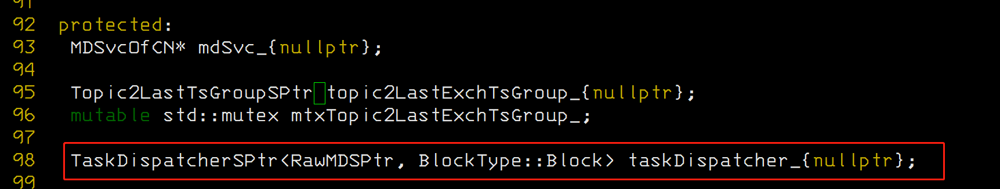 91
92 protected:
93 MDSvcOfCN* mdSvc_{nullptr};
94
95 Topic2LastTsGroupSPtr topic2LastExchTsGroup_{nullptr};
96 mutable std::mutex mtxTopic2LastExchTsGroup_;
97
98 TaskDispatcherSPtr<RawMDSPtr, BlockType::Block> taskDispatcher_{nullptr};
99